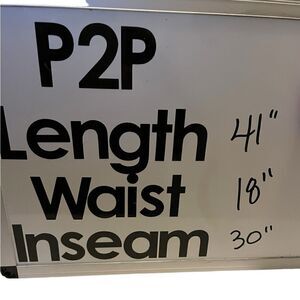 P2P
Length 41"
Waist 18"
Inseam 30"